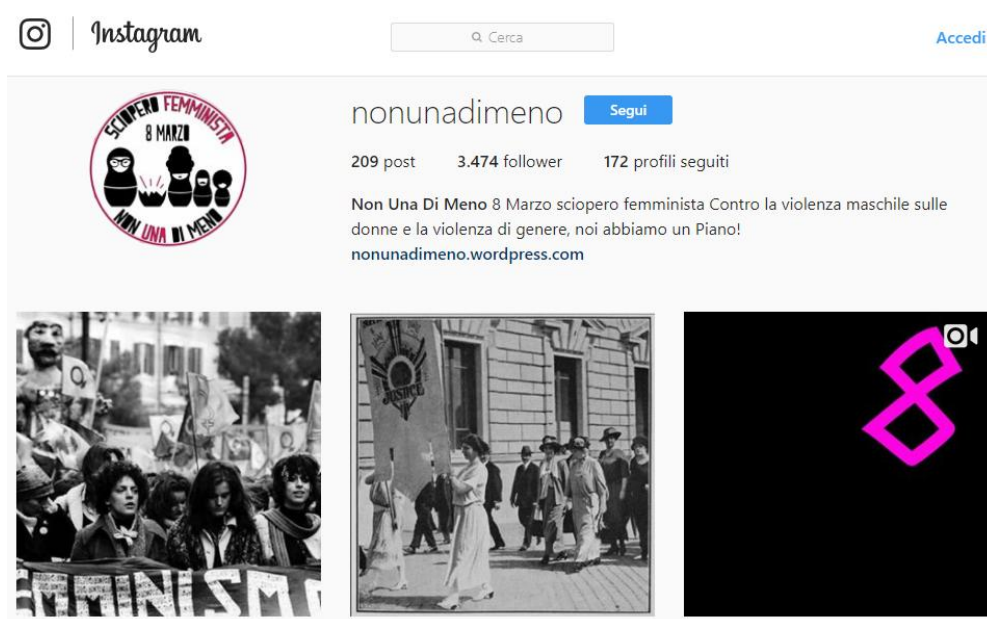 Instagram
Cerca
Accedi
SCIOPERO FEMMINISTA
8 MARZO
NON UNA DI MENO
nonunadimeno
Segui
209 post
3.474 follower
172 profili seguiti
Non Una Di Meno 8 Marzo sciopero femminista Contro la violenza maschile sulle
donne e la violenza di genere, noi abbiamo un Piano!
nonunadimeno.wordpress.com
JUSTICE
8